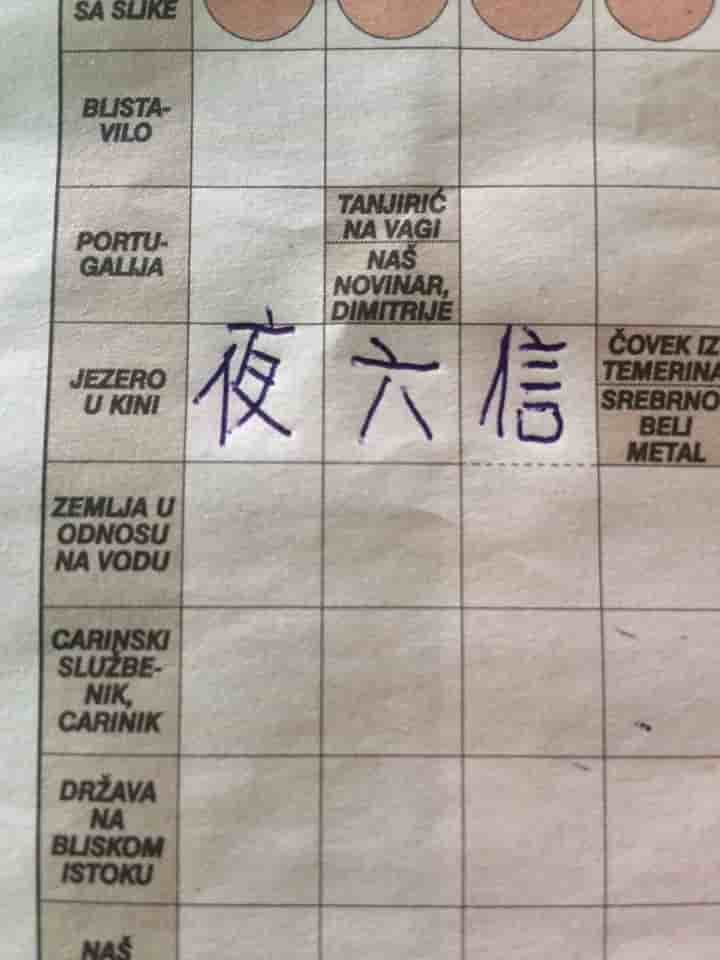 SA SLIKE
BLISTA-
VILO
PORTU-
GALIJA
TANJIRIĆ
NA VAGI
NAŠ
NOVINAR,
DIMITRIJE
JEZERO
U KINI
夜 六 信
ČOVEK IZ
TEMERINA
SREBRNO
BELI
METAL
ZEMLJA U
ODNOSU
NA VODU
CARINSKI
SLUŽBE-
NIK,
CARINIK
DRŽAVA
NA
BLISKOM
ISTOKU
NAŠ